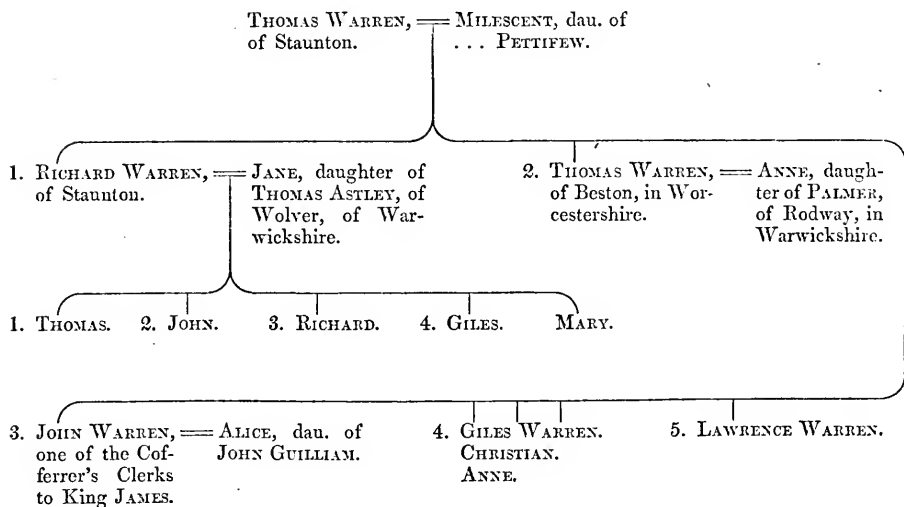 THOMAS WARREN, == MILESCENT, dau. of
of Staunton. ... PETTIFEW.
1. RICHARD WARREN, == JANE, daughter of
of Staunton. THOMAS ASTLEY, of
Wolver, of War-
wickshire.
2. THOMAS WARREN, == ANNE, daugh-
of Beston, in Wor- ter of PALMER,
cestershire. of Rodway, in
Warwickshire.
1. THOMAS. 2. JOHN. 3. RICHARD. 4. GILES. MARY.
3. JOHN WARREN, == ALICE, dau. of
one of the Cof- JOHN GUILLIAM.
ferrer's Clerks
to King JAMES.
4. GILES WARREN.
CHRISTIAN.
ANNE.
5. LAWRENCE WARREN.